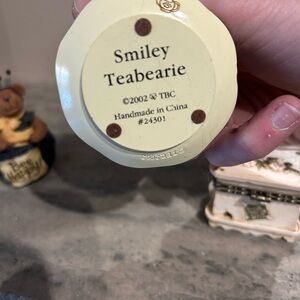 Smiley
Teabearie
©2002 TBC
Handmade in China
#24301